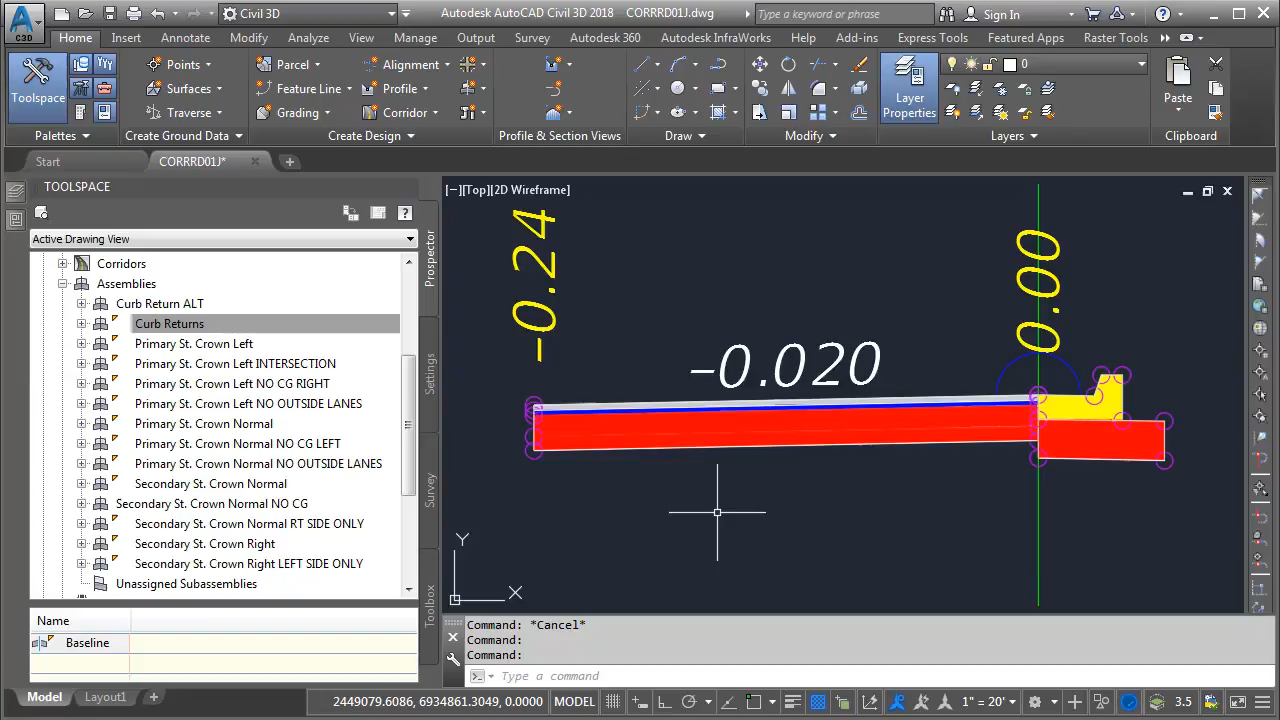 Civil 3D
Autodesk AutoCAD Civil 3D 2018 CORRRD01J.dwg
Type a keyword or phrase
Sign In
C3D
Home Insert Annotate Modify Analyze View Manage Output Survey Autodesk 360 Autodesk InfraWorks Help Add-ins Express Tools Featured Apps Raster Tools
Toolspace
Points
Surfaces
Traverse
Parcel
Feature Line
Grading
Alignment
Profile
Corridor
Layer
Properties
0
Paste
Palettes
Create Ground Data
Create Design
Profile & Section Views
Draw
Modify
Layers
Clipboard
Start
CORRRD01J*
TOOLSPACE
Active Drawing View
Corridors
Assemblies
Curb Return ALT
Curb Returns
Primary St. Crown Left
Primary St. Crown Left INTERSECTION
Primary St. Crown Left NO CG RIGHT
Primary St. Crown Left NO OUTSIDE LANES
Primary St. Crown Normal
Primary St. Crown Normal NO CG LEFT
Primary St. Crown Normal NO OUTSIDE LANES
Secondary St. Crown Normal
Secondary St. Crown Normal NO CG
Secondary St. Crown Normal RT SIDE ONLY
Secondary St. Crown Right
Secondary St. Crown Right LEFT SIDE ONLY
Unassigned Subassemblies
Name
Baseline
Prospector
Settings
Survey
Toolbox
[−][Top][2D Wireframe]
-0.24
-0.020
0.00
Y
X
Command: *Cancel*
Command:
Command:
Type a command
Model
Layout1
2449079.6086, 6934861.3049, 0.0000
MODEL
1" = 20'
3.5